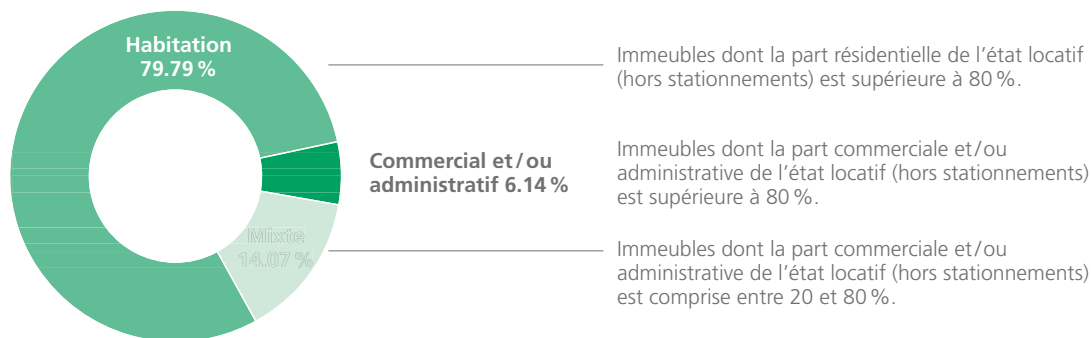 Habitation
79.79 %
Immeubles dont la part résidentielle de l’état locatif
(hors stationnements) est supérieure à 80 %.
Commercial et / ou
administratif 6.14 %
Immeubles dont la part commerciale et / ou
administrative de l’état locatif (hors stationnements)
est supérieure à 80 %.
Mixte
14.07 %
Immeubles dont la part commerciale et / ou
administrative de l’état locatif (hors stationnements)
est comprise entre 20 et 80 %.